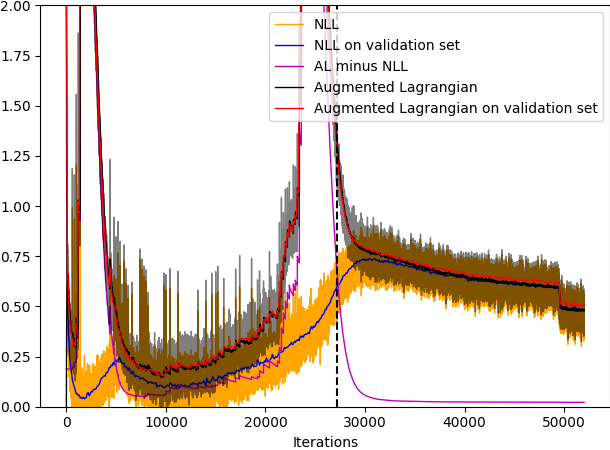 2.00
1.75
1.50
1.25
1.00
0.75
0.50
0.25
0.00
NLL
NLL on validation set
AL minus NLL
Augmented Lagrangian
Augmented Lagrangian on validation set
0 10000 20000 30000 40000 50000
Iterations